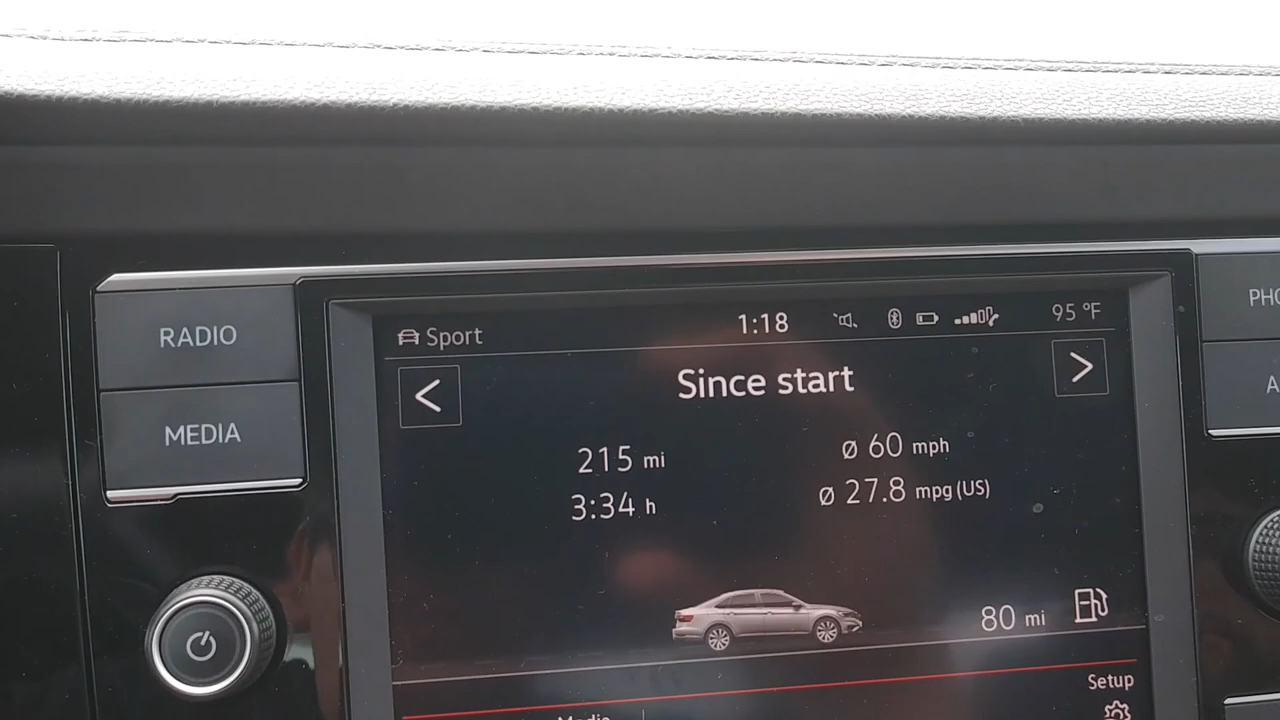 RADIO
MEDIA
Sport
1:18
95 °F
<
Since start
>
215 mi
ø 60 mph
3:34 h
ø 27.8 mpg (US)
80 mi
Setup